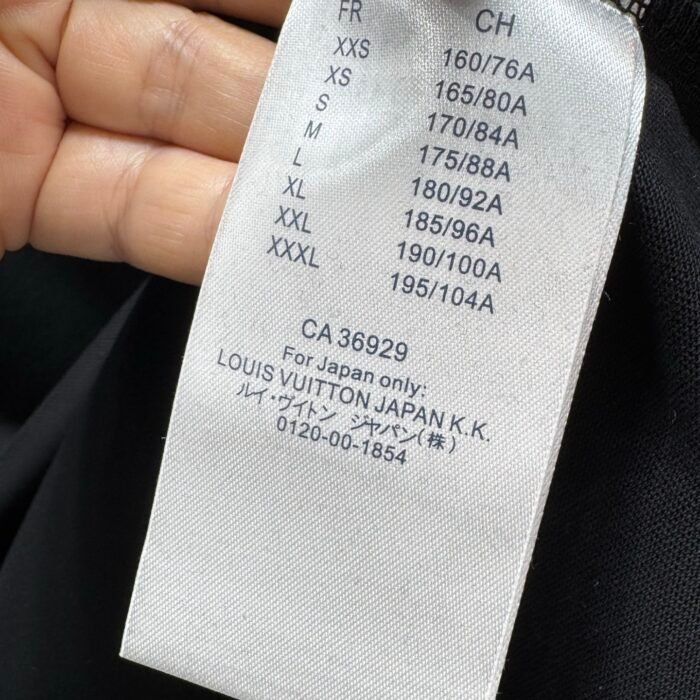 FR CH
XXS 160/76A
XS 165/80A
S 170/84A
M 175/88A
L 180/92A
XL 185/96A
XXL 190/100A
XXXL 195/104A
CA 36929
For Japan only:
LOUIS VUITTON JAPAN K.K.
ルイ・ヴィトン ジャパン(株)
0120-00-1854